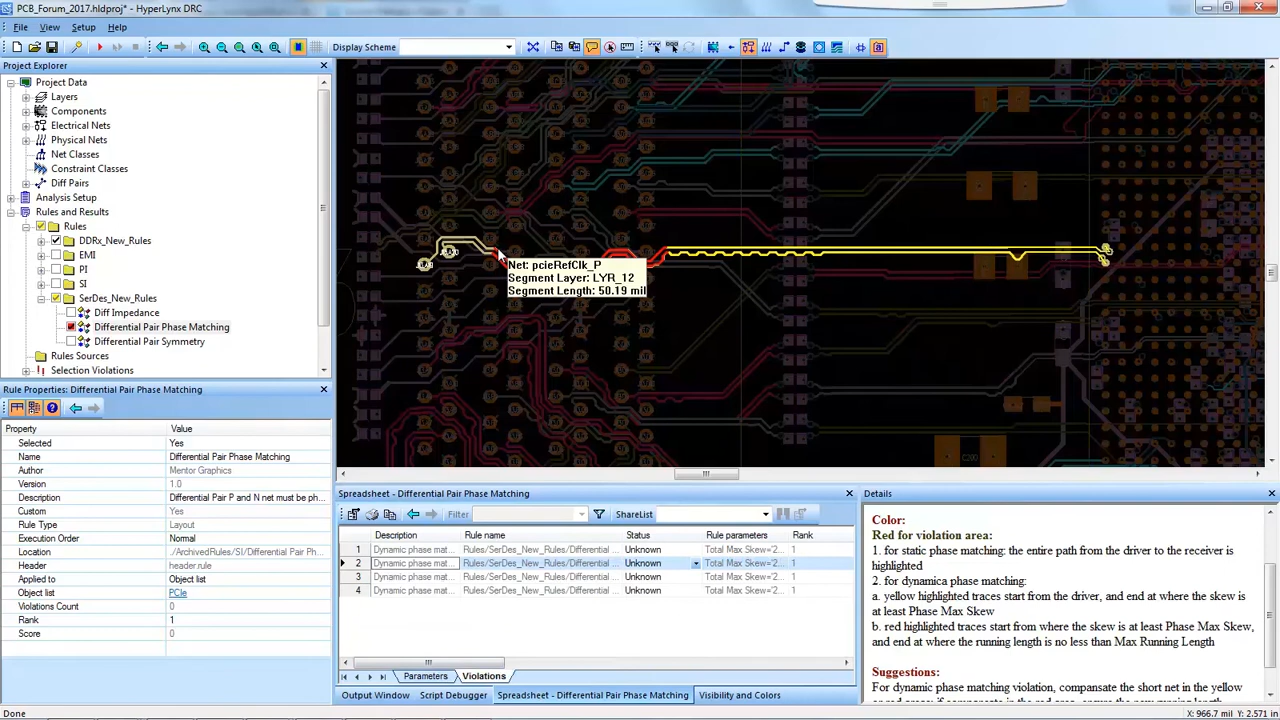 PCB_Forum_2017.hldproj* - HyperLynx DRC
File View Setup Help
Display Scheme
Project Explorer
Project Data
Layers
Components
Electrical Nets
Physical Nets
Net Classes
Constraint Classes
Diff Pairs
Analysis Setup
Rules and Results
Rules
DDRx_New_Rules
EMI
PI
SI
SerDes_New_Rules
Diff Impedance
Differential Pair Phase Matching
Differential Pair Symmetry
Rules Sources
Selection Violations
Net: pcieRefClk_P
Segment Layer: LYR_12
Segment Length: 50.19 mil
Rule Properties: Differential Pair Phase Matching
Property Value
Selected Yes
Name Differential Pair Phase Matching
Author Mentor Graphics
Version 1.0
Description Differential Pair P and N net must be ph...
Custom Yes
Rule Type Layout
Execution Order Normal
Location ./ArchivedRules/SI/Differential Pair Ph...
Header header.rule
Applied to Object list
Object list PCIe
Violations Count 0
Rank 1
Score 0
Spreadsheet - Differential Pair Phase Matching
Filter ShareList
Description Rule name Status Rule parameters Rank
1 Dynamic phase mat... Rules/SerDes_New_Rules/Differential ... Unknown Total Max Skew='2... 1
2 Dynamic phase mat... Rules/SerDes_New_Rules/Differential ... Unknown Total Max Skew='2... 1
3 Dynamic phase mat... Rules/SerDes_New_Rules/Differential ... Unknown Total Max Skew='2... 1
4 Dynamic phase mat... Rules/SerDes_New_Rules/Differential ... Unknown Total Max Skew='2... 1
Parameters Violations
Output Window Script Debugger Spreadsheet - Differential Pair Phase Matching Visibility and Colors
Details
Color:
Red for violation area:
1. for static phase matching: the entire path from the driver to the receiver is
highlighted
2. for dynamica phase matching:
a. yellow highlighted traces start from the driver, and end at where the skew is
at least Phase Max Skew
b. red highlighted traces start from where the skew is at least Phase Max Skew,
and end at where the running length is no less than Max Running Length
Suggestions:
For dynamic phase matching violation, compansate the short net in the yellow
Done
X: 966.7 mil Y: 2.571 in